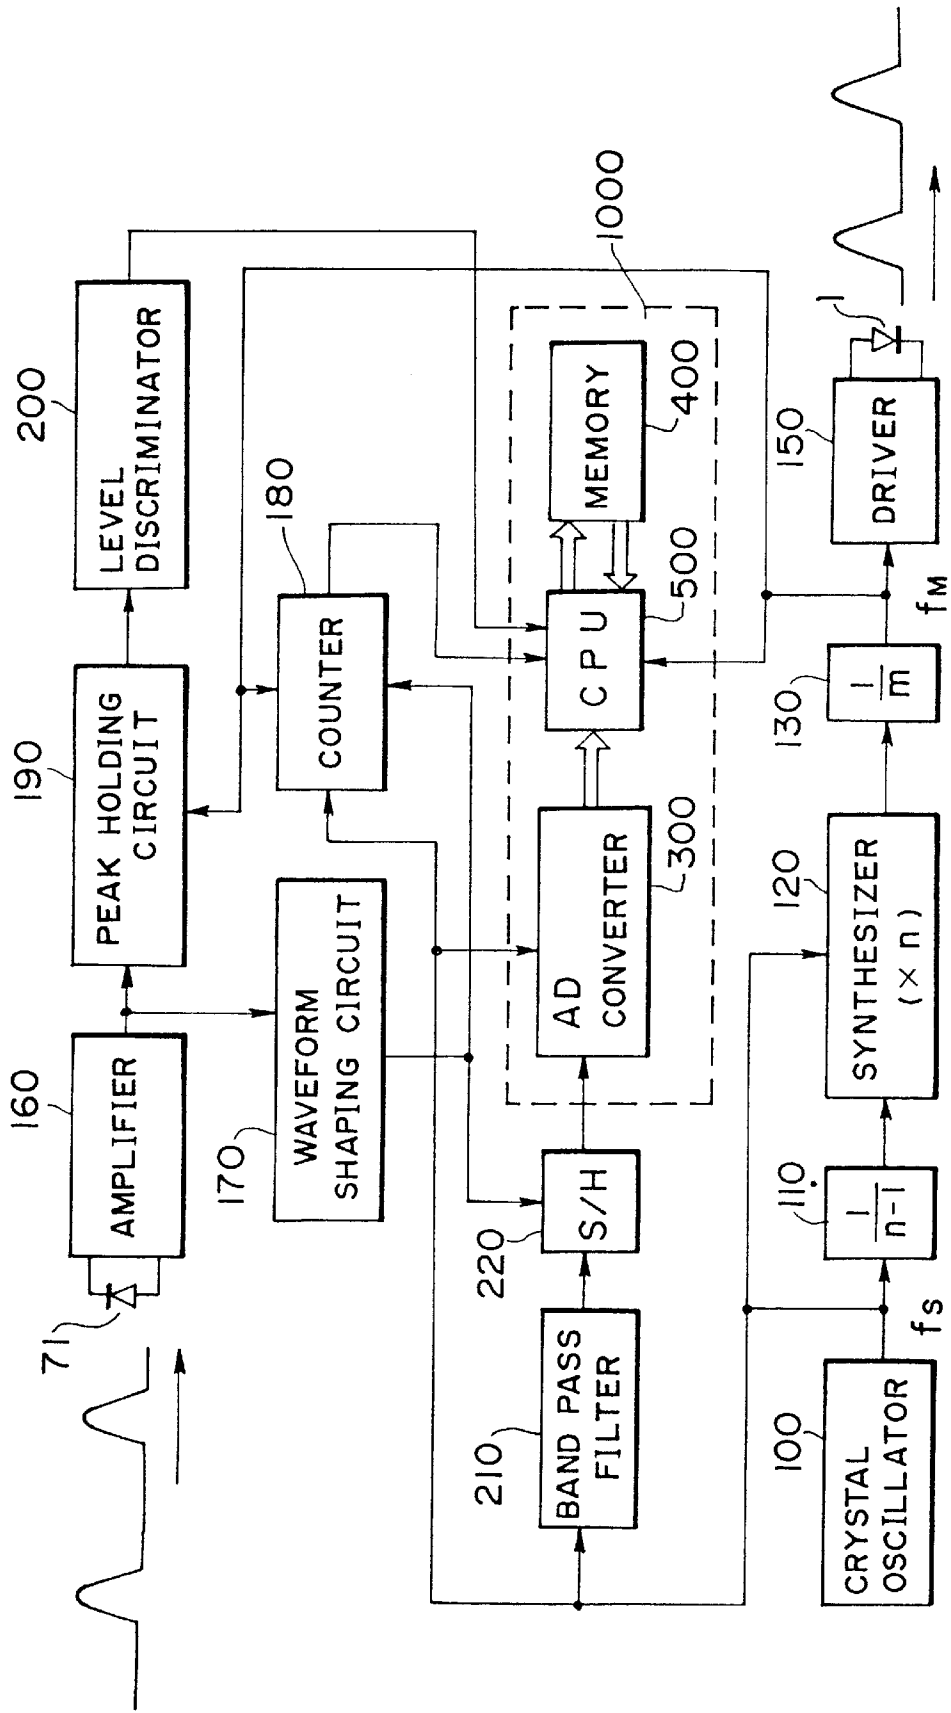 71
160
AMPLIFIER
190
PEAK HOLDING
CIRCUIT
200
LEVEL
DISCRIMINATOR
170
WAVEFORM
SHAPING CIRCUIT
180
COUNTER
210
BAND PASS
FILTER
220
S/H
AD
CONVERTER
300
CPU
500
MEMORY
400
1000
100
CRYSTAL
OSCILLATOR
fS
110
1
n-1
120
SYNTHESIZER
(× n)
130
1
m
fM
150
DRIVER
1